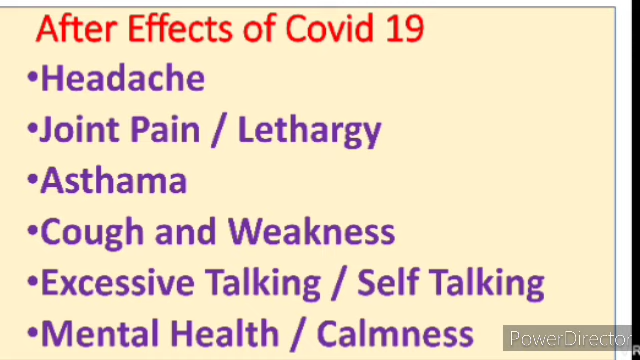 After Effects of Covid 19
•Headache
•Joint Pain / Lethargy
•Asthama
•Cough and Weakness
•Excessive Talking / Self Talking
•Mental Health / Calmness
PowerDirector